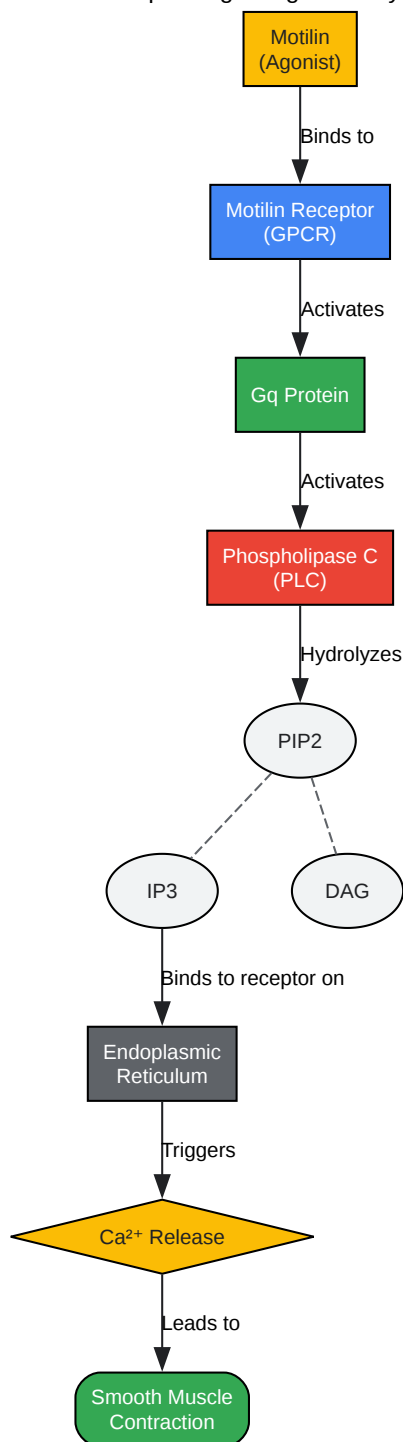 Motilin
(Agonist)
Binds to
Motilin Receptor
(GPCR)
Activates
Gq Protein
Activates
Phospholipase C
(PLC)
Hydrolyzes
PIP2
IP3
DAG
Binds to receptor on
Endoplasmic
Reticulum
Triggers
Ca²⁺ Release
Leads to
Smooth Muscle
Contraction